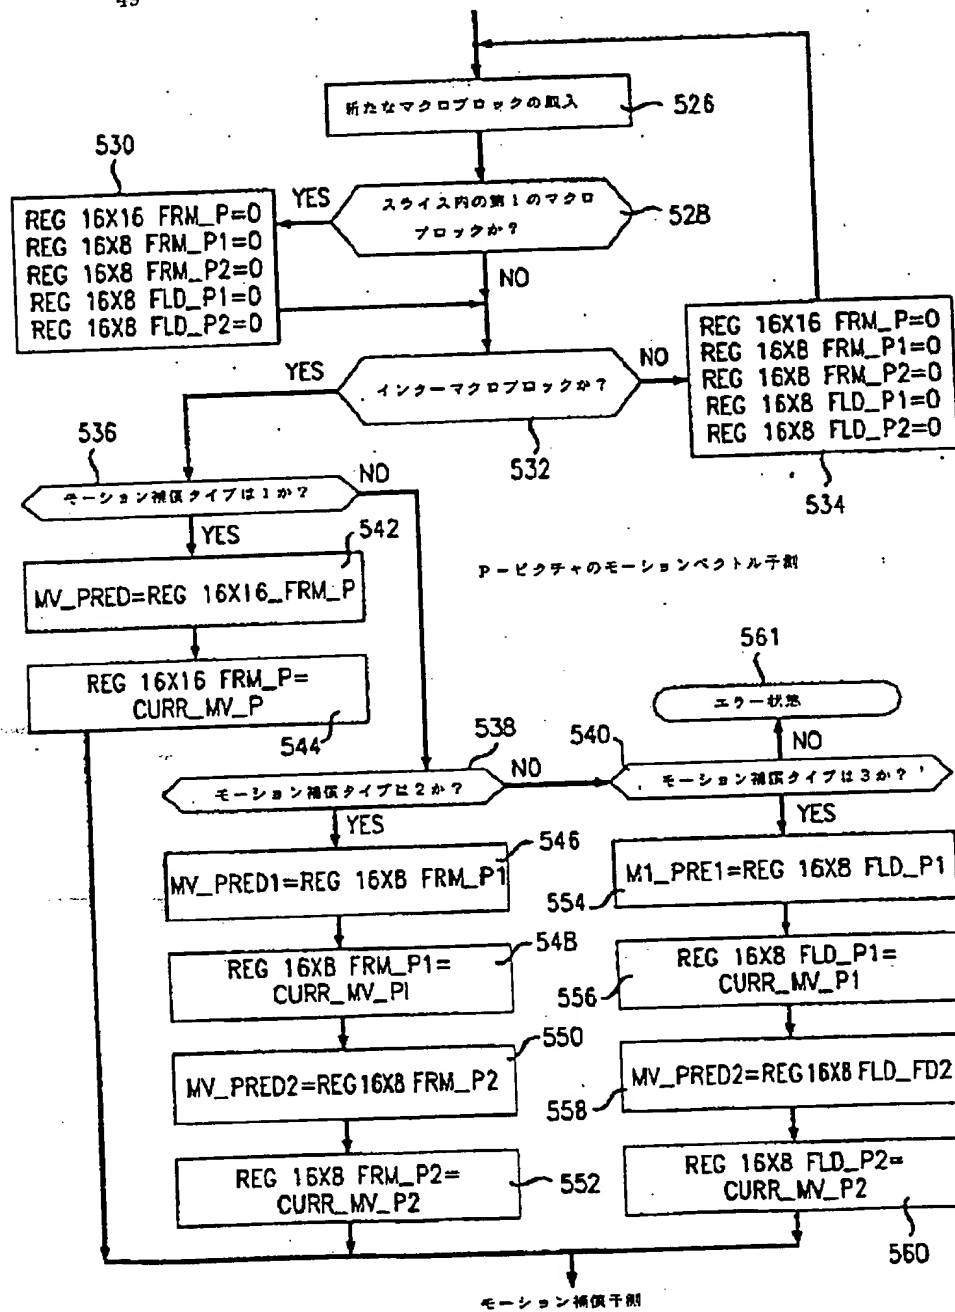 49
新たなマクロブロックの取入
526
530
YES
スライス内の第1のマクロ
ブロックか?
528
REG 16X16 FRM_P=0
REG 16X8 FRM_P1=0
REG 16X8 FRM_P2=0
REG 16X8 FLD_P1=0
REG 16X8 FLD_P2=0
NO
YES
インターマクロブロックか?
NO
532
REG 16X16 FRM_P=0
REG 16X8 FRM_P1=0
REG 16X8 FRM_P2=0
REG 16X8 FLD_P1=0
REG 16X8 FLD_P2=0
534
536
モーション補償タイプは1か?
NO
YES
542
MV_PRED=REG 16X16_FRM_P
P-ピクチャのモーションベクトル予測
REG 16X16 FRM_P=
CURR_MV_P
544
561
エラー状態
NO
538
モーション補償タイプは2か?
NO
540
モーション補償タイプは3か?
YES
YES
546
MV_PRED1=REG 16X8 FRM_P1
M1_PRE1=REG 16X8 FLD_P1
554
548
REG 16X8 FRM_P1=
CURR_MV_PI
REG 16X8 FLD_P1=
CURR_MV_P1
556
550
MV_PRED2=REG16X8 FRM_P2
MV_PRED2=REG16X8 FLD_FD2
558
REG 16X8 FRM_P2=
CURR_MV_P2
552
REG 16X8 FLD_P2=
CURR_MV_P2
560
モーション補償予測